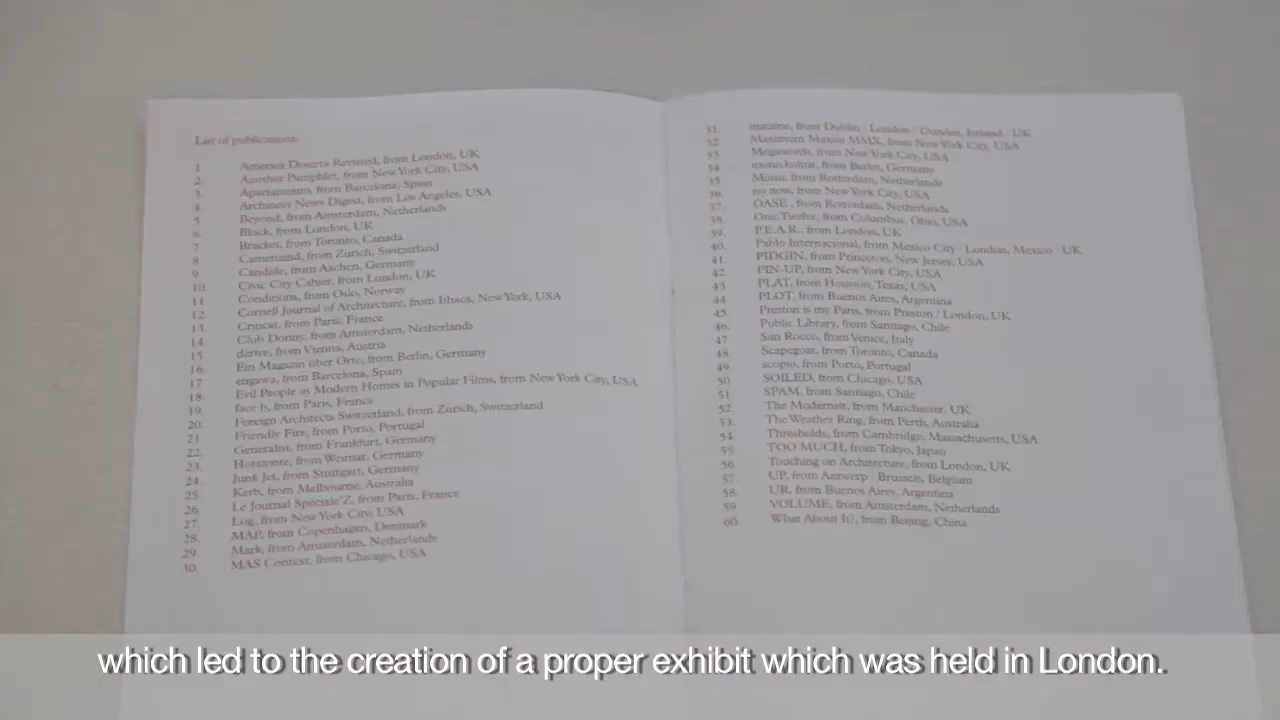 List of publications
1. America Deserta Revisited, from London, UK
2. Another Pamphlet, from New York City, USA
3. Apartamento, from Barcelona, Spain
4. Architect News Digest, from Los Angeles, USA
5. Beyond, from Amsterdam, Netherlands
6. Block, from London, UK
7. Bracket, from Toronto, Canada
8. Camenzind, from Zurich, Switzerland
9. Candide, from Aachen, Germany
10. Civic City Cahier, from London, UK
11. Conditions, from Oslo, Norway
12. Cornell Journal of Architecture, from Ithaca, New York, USA
13. Criticat, from Paris, France
14. Club Donny, from Amsterdam, Netherlands
15. dérive, from Vienna, Austria
16. Ein Magazin über Orte, from Berlin, Germany
17. engawa, from Barcelona, Spain
18. Evil People in Modern Homes in Popular Films, from New York City, USA
19. face b, from Paris, France
20. Foreign Architects Switzerland, from Zurich, Switzerland
21. Friendly Fire, from Porto, Portugal
22. Generalist, from Frankfurt, Germany
23. Horizonte, from Weimar, Germany
24. Junk Jet, from Stuttgart, Germany
25. Kerb, from Melbourne, Australia
26. Le Journal Spéciale'Z, from Paris, France
27. Log, from New York City, USA
28. MAP, from Copenhagen, Denmark
29. Mark, from Amsterdam, Netherlands
30. MAS Context, from Chicago, USA
31. matzine, from Dublin / London / Dundee, Ireland / UK
32. Maximum Maxim MMX, from New York City, USA
33. Megawords, from New York City, USA
34. mono.kultur, from Berlin, Germany
35. Monu, from Rotterdam, Netherlands
36. no now, from New York City, USA
37. OASE, from Rotterdam, Netherlands
38. One:Twelve, from Columbus, Ohio, USA
39. P.E.A.R., from London, UK
40. Pablo Internacional, from Mexico City / London, Mexico / UK
41. PIDGIN, from Princeton, New Jersey, USA
42. PIN-UP, from New York City, USA
43. PLAT, from Houston, Texas, USA
44. PLOT, from Buenos Aires, Argentina
45. Preston is my Paris, from Preston / London, UK
46. Public Library, from Santiago, Chile
47. San Rocco, from Venice, Italy
48. Scapegoat, from Toronto, Canada
49. scopio, from Porto, Portugal
50. SOILED, from Chicago, USA
51. SPAM, from Santiago, Chile
52. The Modernist, from Manchester, UK
53. The Weather Ring, from Perth, Australia
54. Thresholds, from Cambridge, Massachusetts, USA
55. TOO MUCH, from Tokyo, Japan
56. Touching on Architecture, from London, UK
57. UP, from Antwerp / Brussels, Belgium
58. UR, from Buenos Aires, Argentina
59. VOLUME, from Amsterdam, Netherlands
60. What About It?, from Beijing, China
which led to the creation of a proper exhibit which was held in London.